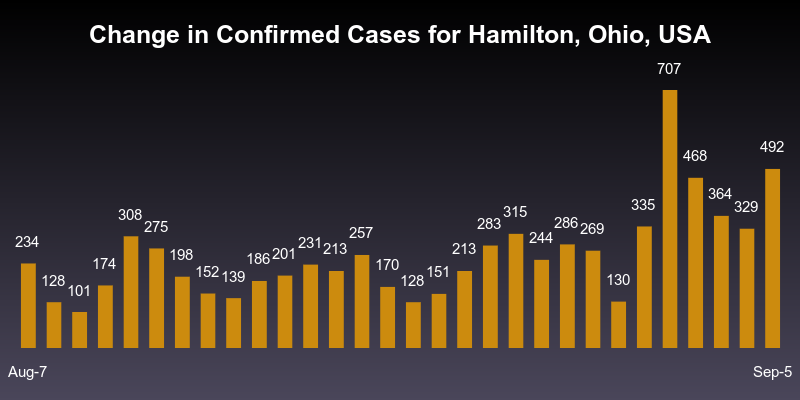 Change in Confirmed Cases for Hamilton, Ohio, USA
234 128 101 174 308 275 198 152 139 186 201 231 213 257 170 128 151 213 283 315 244 286 269 130 335 707 468 364 329 492
Aug-7 Sep-5